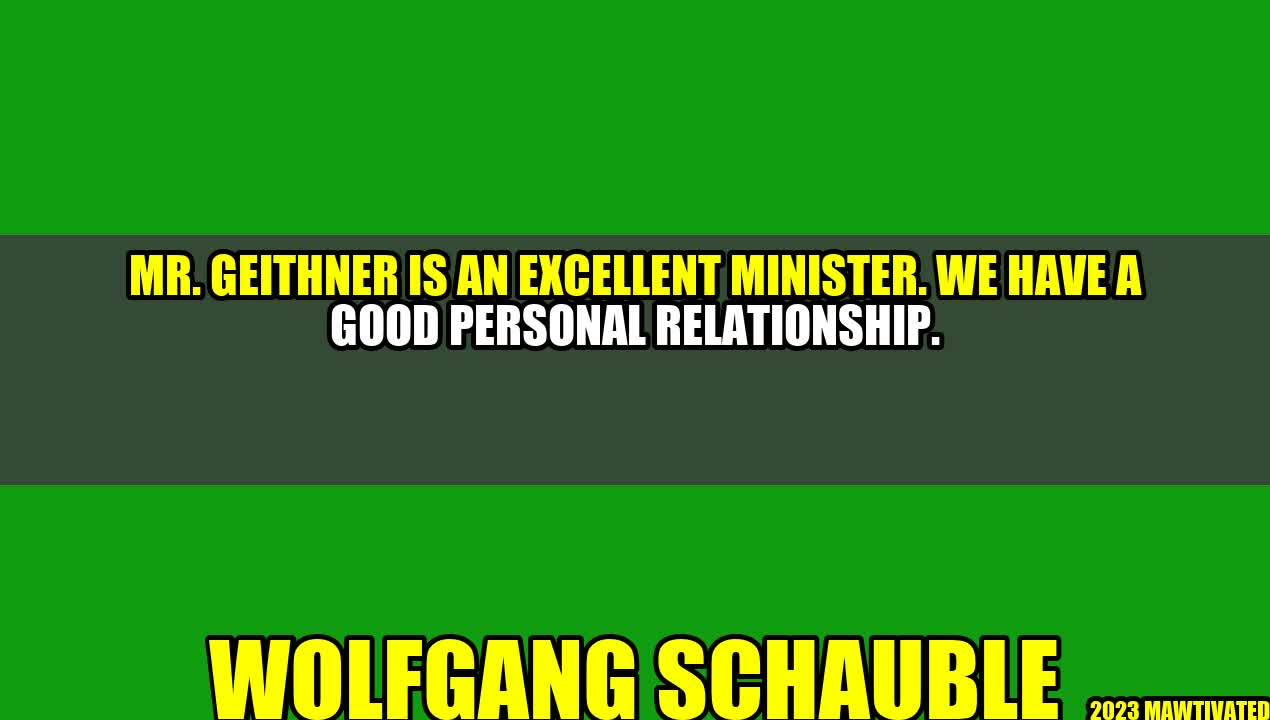 MR. GEITHNER IS AN EXCELLENT MINISTER. WE HAVE A
GOOD PERSONAL RELATIONSHIP.
WOLFGANG SCHAUBLE
2023 MAWTIVATED